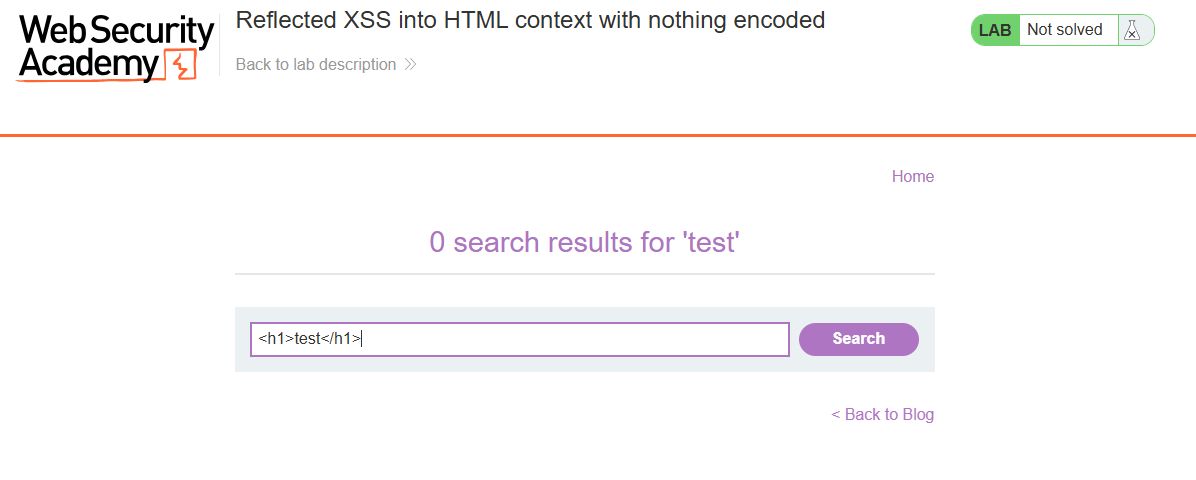 Web Security
Academy
Reflected XSS into HTML context with nothing encoded
Back to lab description >>
LAB Not solved
Home
0 search results for 'test'
<h1>test</h1>
Search
< Back to Blog